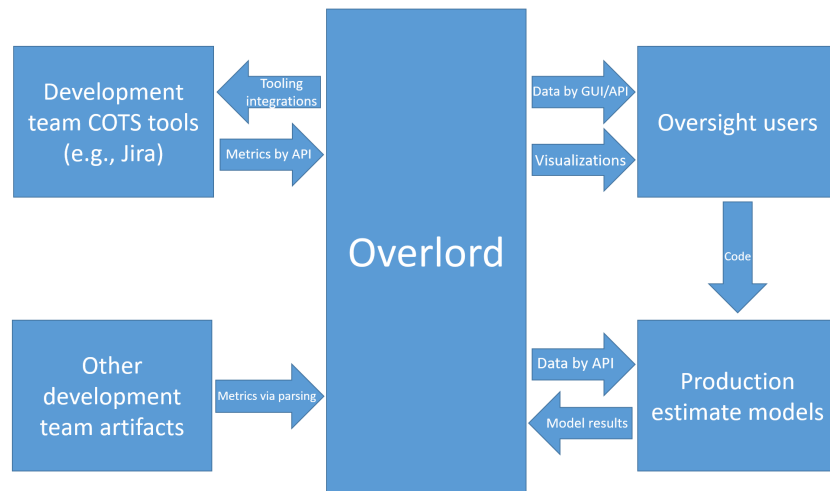 Development
team COTS tools
(e.g., Jira)
Tooling
integrations
Metrics by API
Other
development
team artifacts
Metrics via parsing
Overlord
Data by GUI/API
Visualizations
Oversight users
Code
Data by API
Model results
Production
estimate models